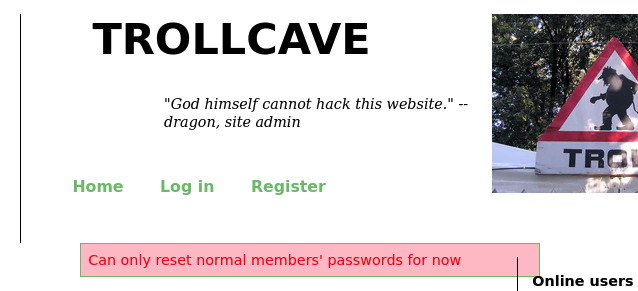 TROLLCAVE
"God himself cannot hack this website." --
dragon, site admin
Home Log in Register
Can only reset normal members' passwords for now
Online users